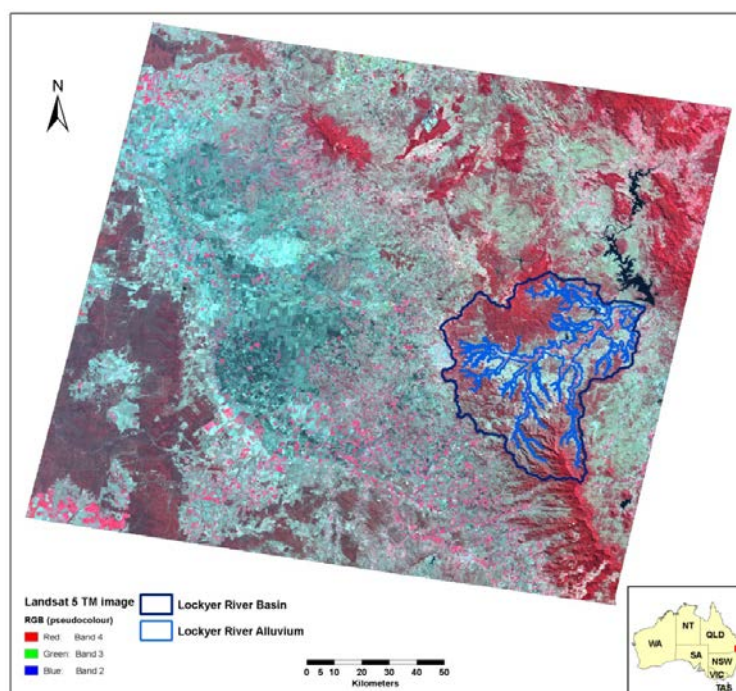 N
Landsat 5 TM image
RGB (pseudocolour)
Red: Band 4
Green: Band 3
Blue: Band 2
Lockyer River Basin
Lockyer River Alluvium
0 5 10 20 30 40 50
Kilometers
NT
QLD
WA
SA
NSW
VIC
TAS